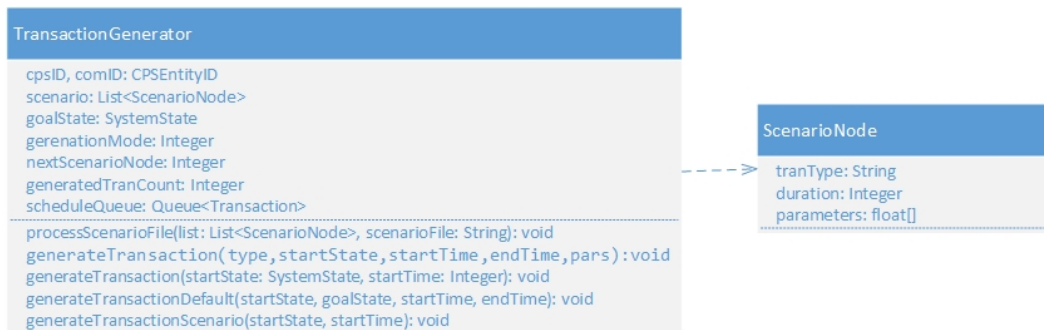 TransactionGenerator
cpsID, comID: CPSEntityID
scenario: List<ScenarioNode>
goalState: SystemState
gerenationMode: Integer
nextScenarioNode: Integer
generatedTranCount: Integer
scheduleQueue: Queue<Transaction>
processScenarioFile(list: List<ScenarioNode>, scenarioFile: String): void
generateTransaction(type,startState,startTime,endTime,pars):void
generateTransaction(startState: SystemState, startTime: Integer): void
generateTransactionDefault(startState, goalState, startTime, endTime): void
generateTransactionScenario(startState, startTime): void
ScenarioNode
tranType: String
duration: Integer
parameters: float[]